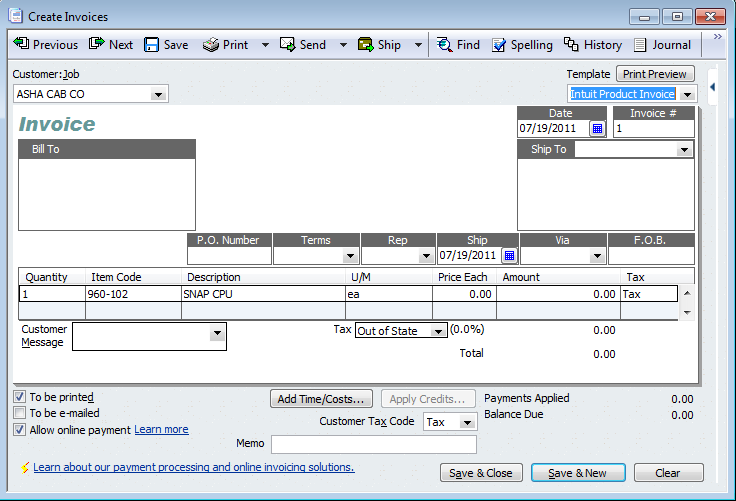 Create Invoices
Previous Next Save Print Send Ship Find Spelling History Journal »
Customer:Job
Template Print Preview
ASHA CAB CO
Intuit Product Invoice
Invoice
Date Invoice #
07/19/2011 1
Bill To
Ship To
P.O. Number Terms Rep Ship Via F.O.B.
07/19/2011
Quantity Item Code Description U/M Price Each Amount Tax
1 960-102 SNAP CPU ea 0.00 0.00 Tax
Customer Message
Tax Out of State (0.0%) 0.00
Total 0.00
To be printed
Add Time/Costs... Apply Credits... Payments Applied 0.00
To be e-mailed
Customer Tax Code Tax Balance Due 0.00
Allow online payment Learn more
Memo
Learn about our payment processing and online invoicing solutions.
Save & Close Save & New Clear